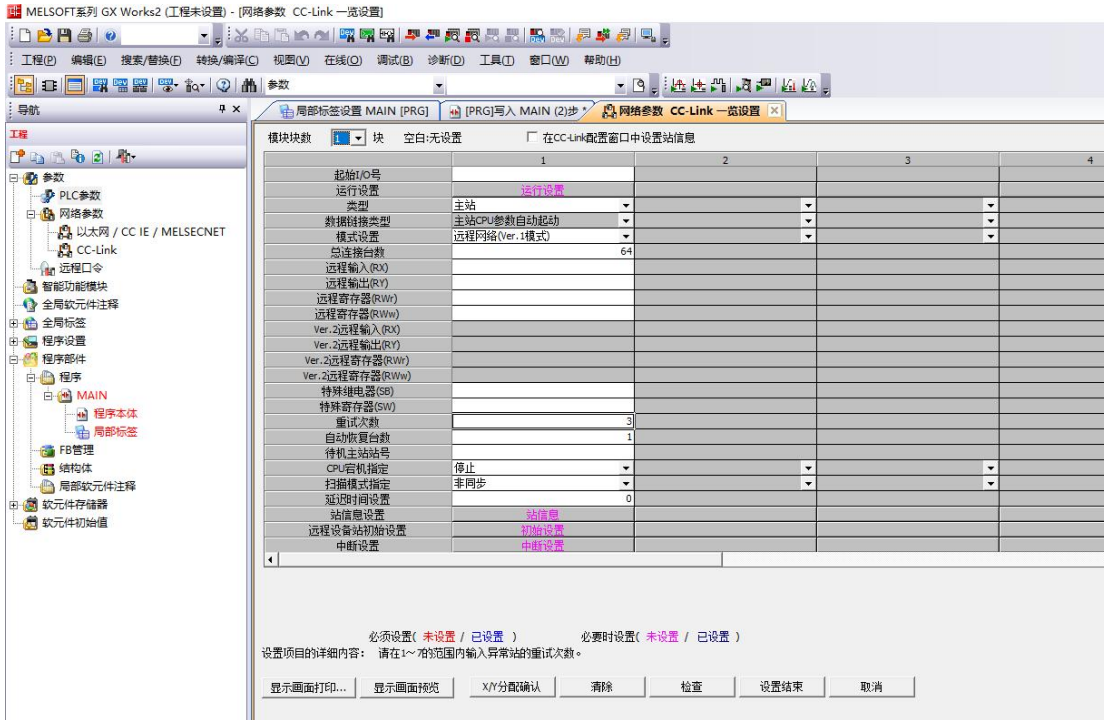 MELSOFT系列 GX Works2 (工程未设置) - [网络参数 CC-Link 一览设置]
工程(P) 编辑(E) 搜索/替换(F) 转换/编译(C) 视图(V) 在线(O) 调试(B) 诊断(D) 工具(T) 窗口(W) 帮助(H)
参数
导航
局部标签设置 MAIN [PRG] [PRG]写入 MAIN (2)步 * 网络参数 CC-Link 一览设置
工程
模块块数 1 块 空白:无设置 在CC-Link配置窗口中设置站信息
参数
PLC参数
网络参数
以太网 / CC IE / MELSECNET
CC-Link
远程口令
智能功能模块
全局软元件注释
全局标签
程序设置
程序部件
程序
MAIN
程序本体
局部标签
FB管理
结构体
局部软元件注释
软元件存储器
软元件初始值
1 2 3 4
起始I/O号
运行设置 运行设置
类型 主站
数据链接类型 主站CPU参数自动起动
模式设置 远程网络(Ver.1模式)
总连接台数 64
远程输入(RX)
远程输出(RY)
远程寄存器(RWr)
远程寄存器(RWw)
Ver.2远程输入(RX)
Ver.2远程输出(RY)
Ver.2远程寄存器(RWr)
Ver.2远程寄存器(RWw)
特殊继电器(SB)
特殊寄存器(SW)
重试次数 3
自动恢复台数 1
待机主站站号
CPU宕机指定 停止
扫描模式指定 非同步
延迟时间设置 0
站信息设置 站信息
远程设备站初始设置 初始设置
中断设置 中断设置
必须设置( 未设置 / 已设置 ) 必要时设置( 未设置 / 已设置 )
设置项目的详细内容: 请在1～7的范围内输入异常站的重试次数。
显示画面打印... 显示画面预览 X/Y分配确认 清除 检查 设置结束 取消